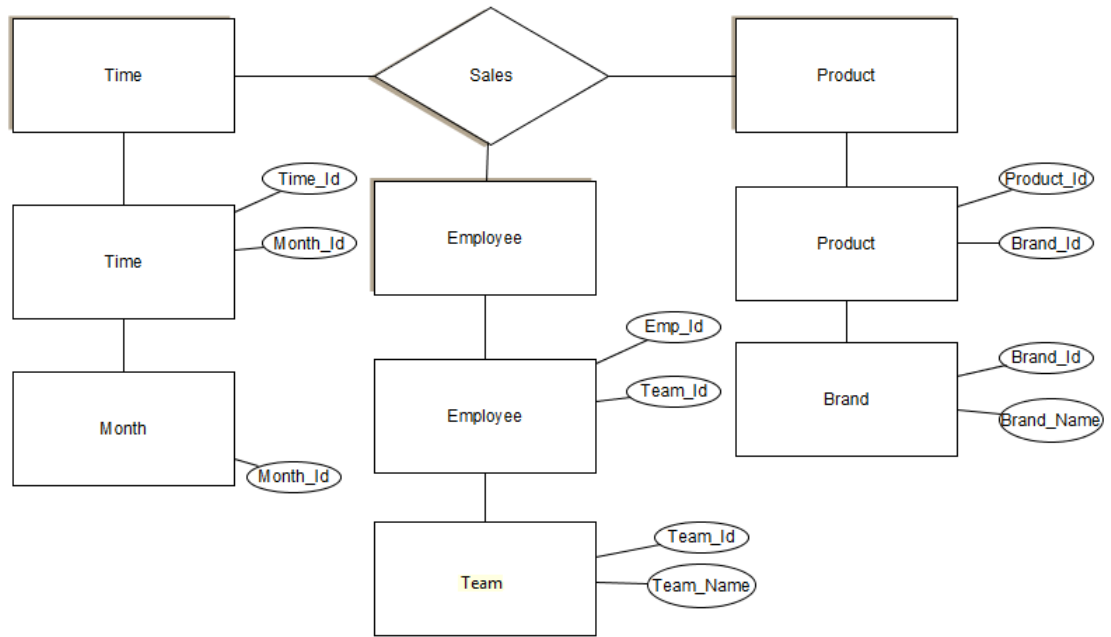 Time
Sales
Product
Time_Id
Product_Id
Employee
Month_Id
Product
Brand_Id
Time
Emp_Id
Brand_Id
Team_Id
Brand
Employee
Brand_Name
Month
Month_Id
Team_Id
Team
Team_Name